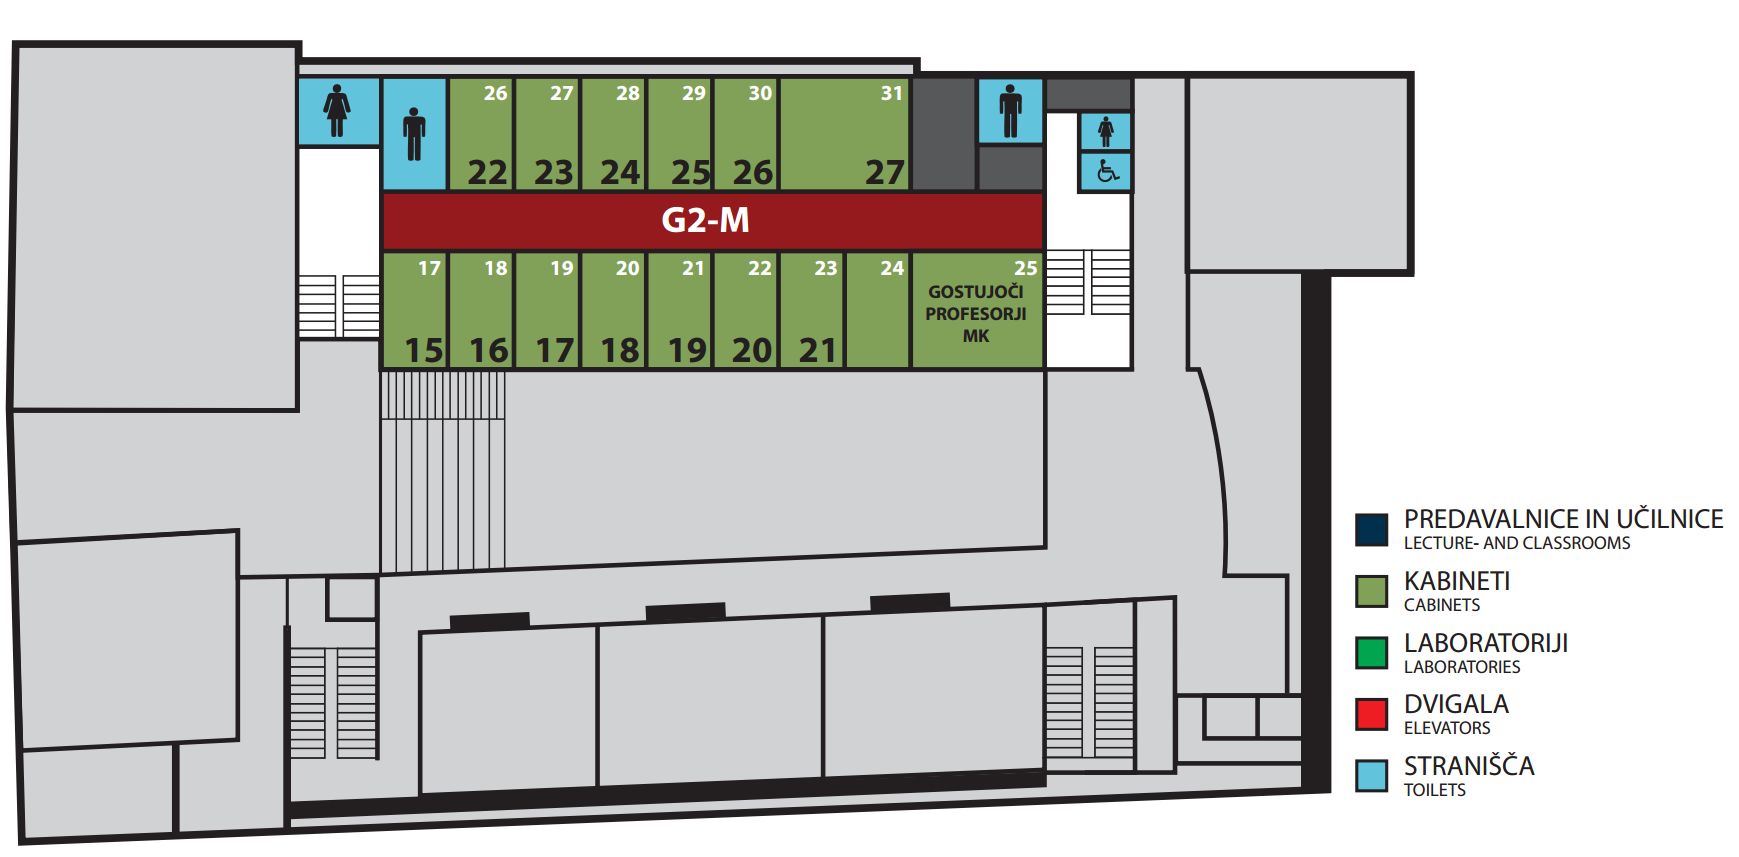 26 27 28 29 30 31
22 23 24 25 26 27
G2-M
17 18 19 20 21 22 23 24 25
GOSTUJOČI
PROFESORJI
MK
15 16 17 18 19 20 21
PREDAVALNICE IN UČILNICE
LECTURE- AND CLASSROOMS
KABINETI
CABINETS
LABORATORIJI
LABORATORIES
DVIGALA
ELEVATORS
STRANIŠČA
TOILETS